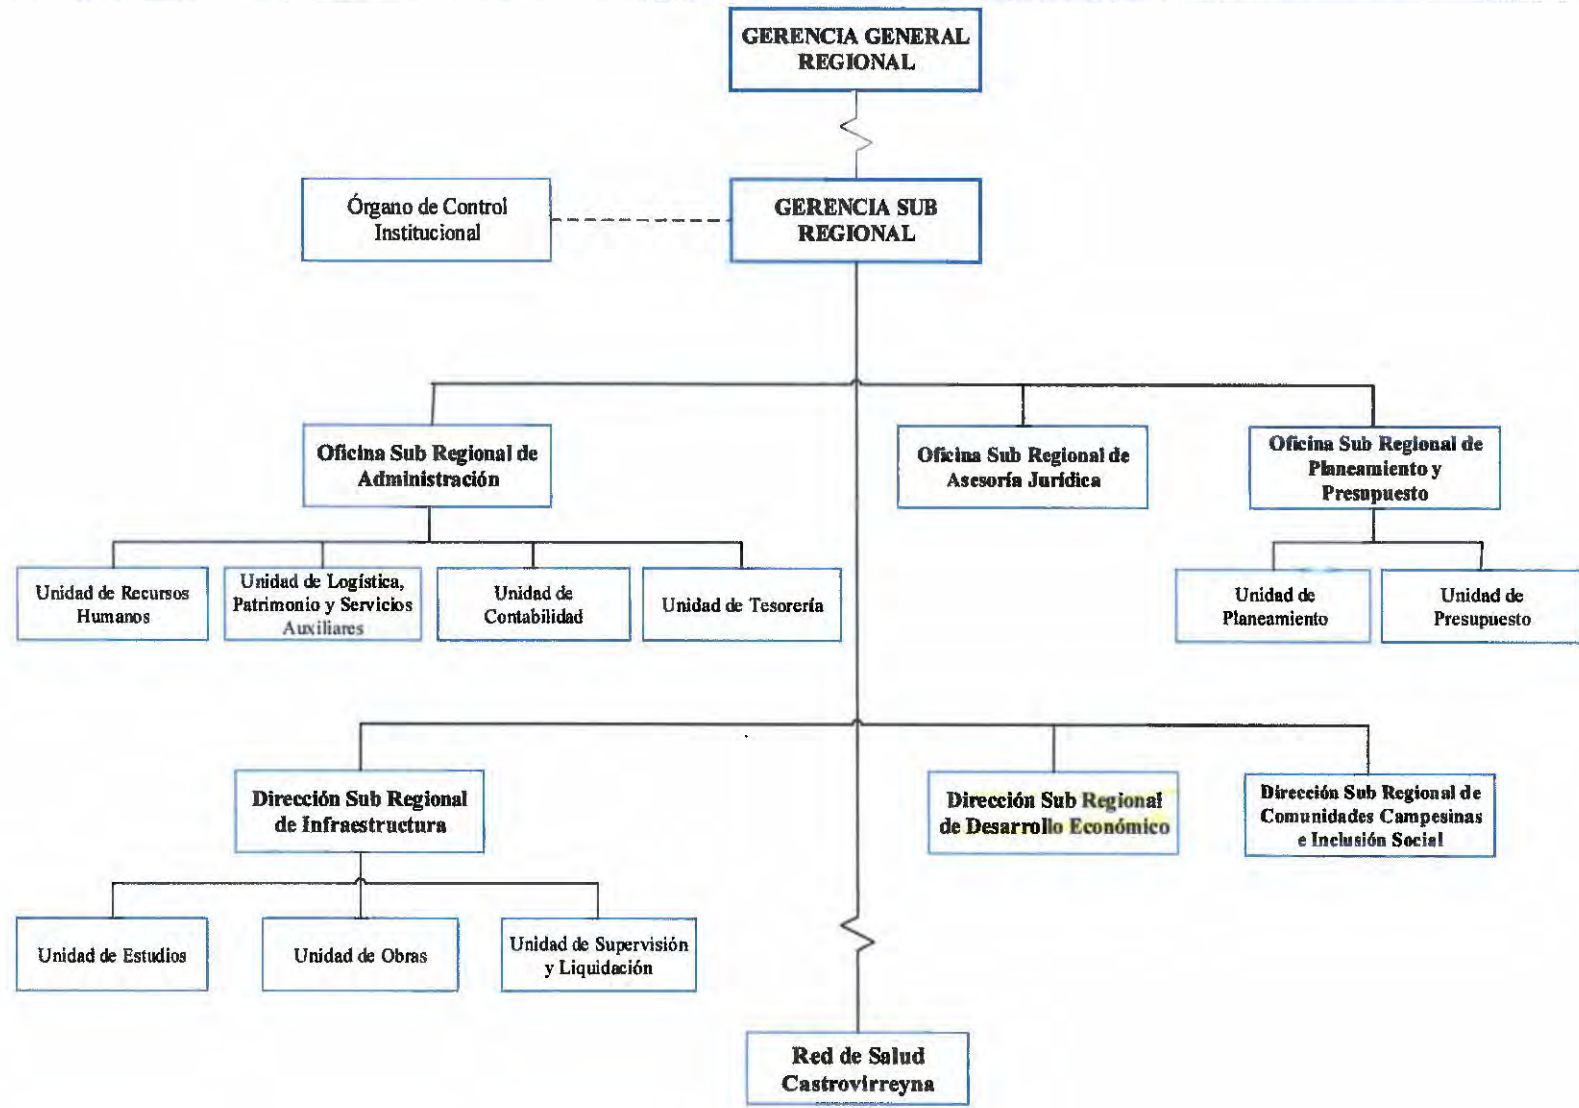 GERENCIA GENERAL
REGIONAL
Órgano de Control
Institucional
GERENCIA SUB
REGIONAL
Oficina Sub Regional de
Administración
Oficina Sub Regional de
Asesoría Jurídica
Oficina Sub Regional de
Planeamiento y
Presupuesto
Unidad de Recursos
Humanos
Unidad de Logística,
Patrimonio y Servicios
Auxiliares
Unidad de
Contabilidad
Unidad de Tesorería
Unidad de
Planeamiento
Unidad de
Presupuesto
Dirección Sub Regional
de Infraestructura
Dirección Sub Regional
de Desarrollo Económico
Dirección Sub Regional de
Comunidades Campesinas
e Inclusión Social
Unidad de Estudios
Unidad de Obras
Unidad de Supervisión
y Liquidación
Red de Salud
Castrovirreyna